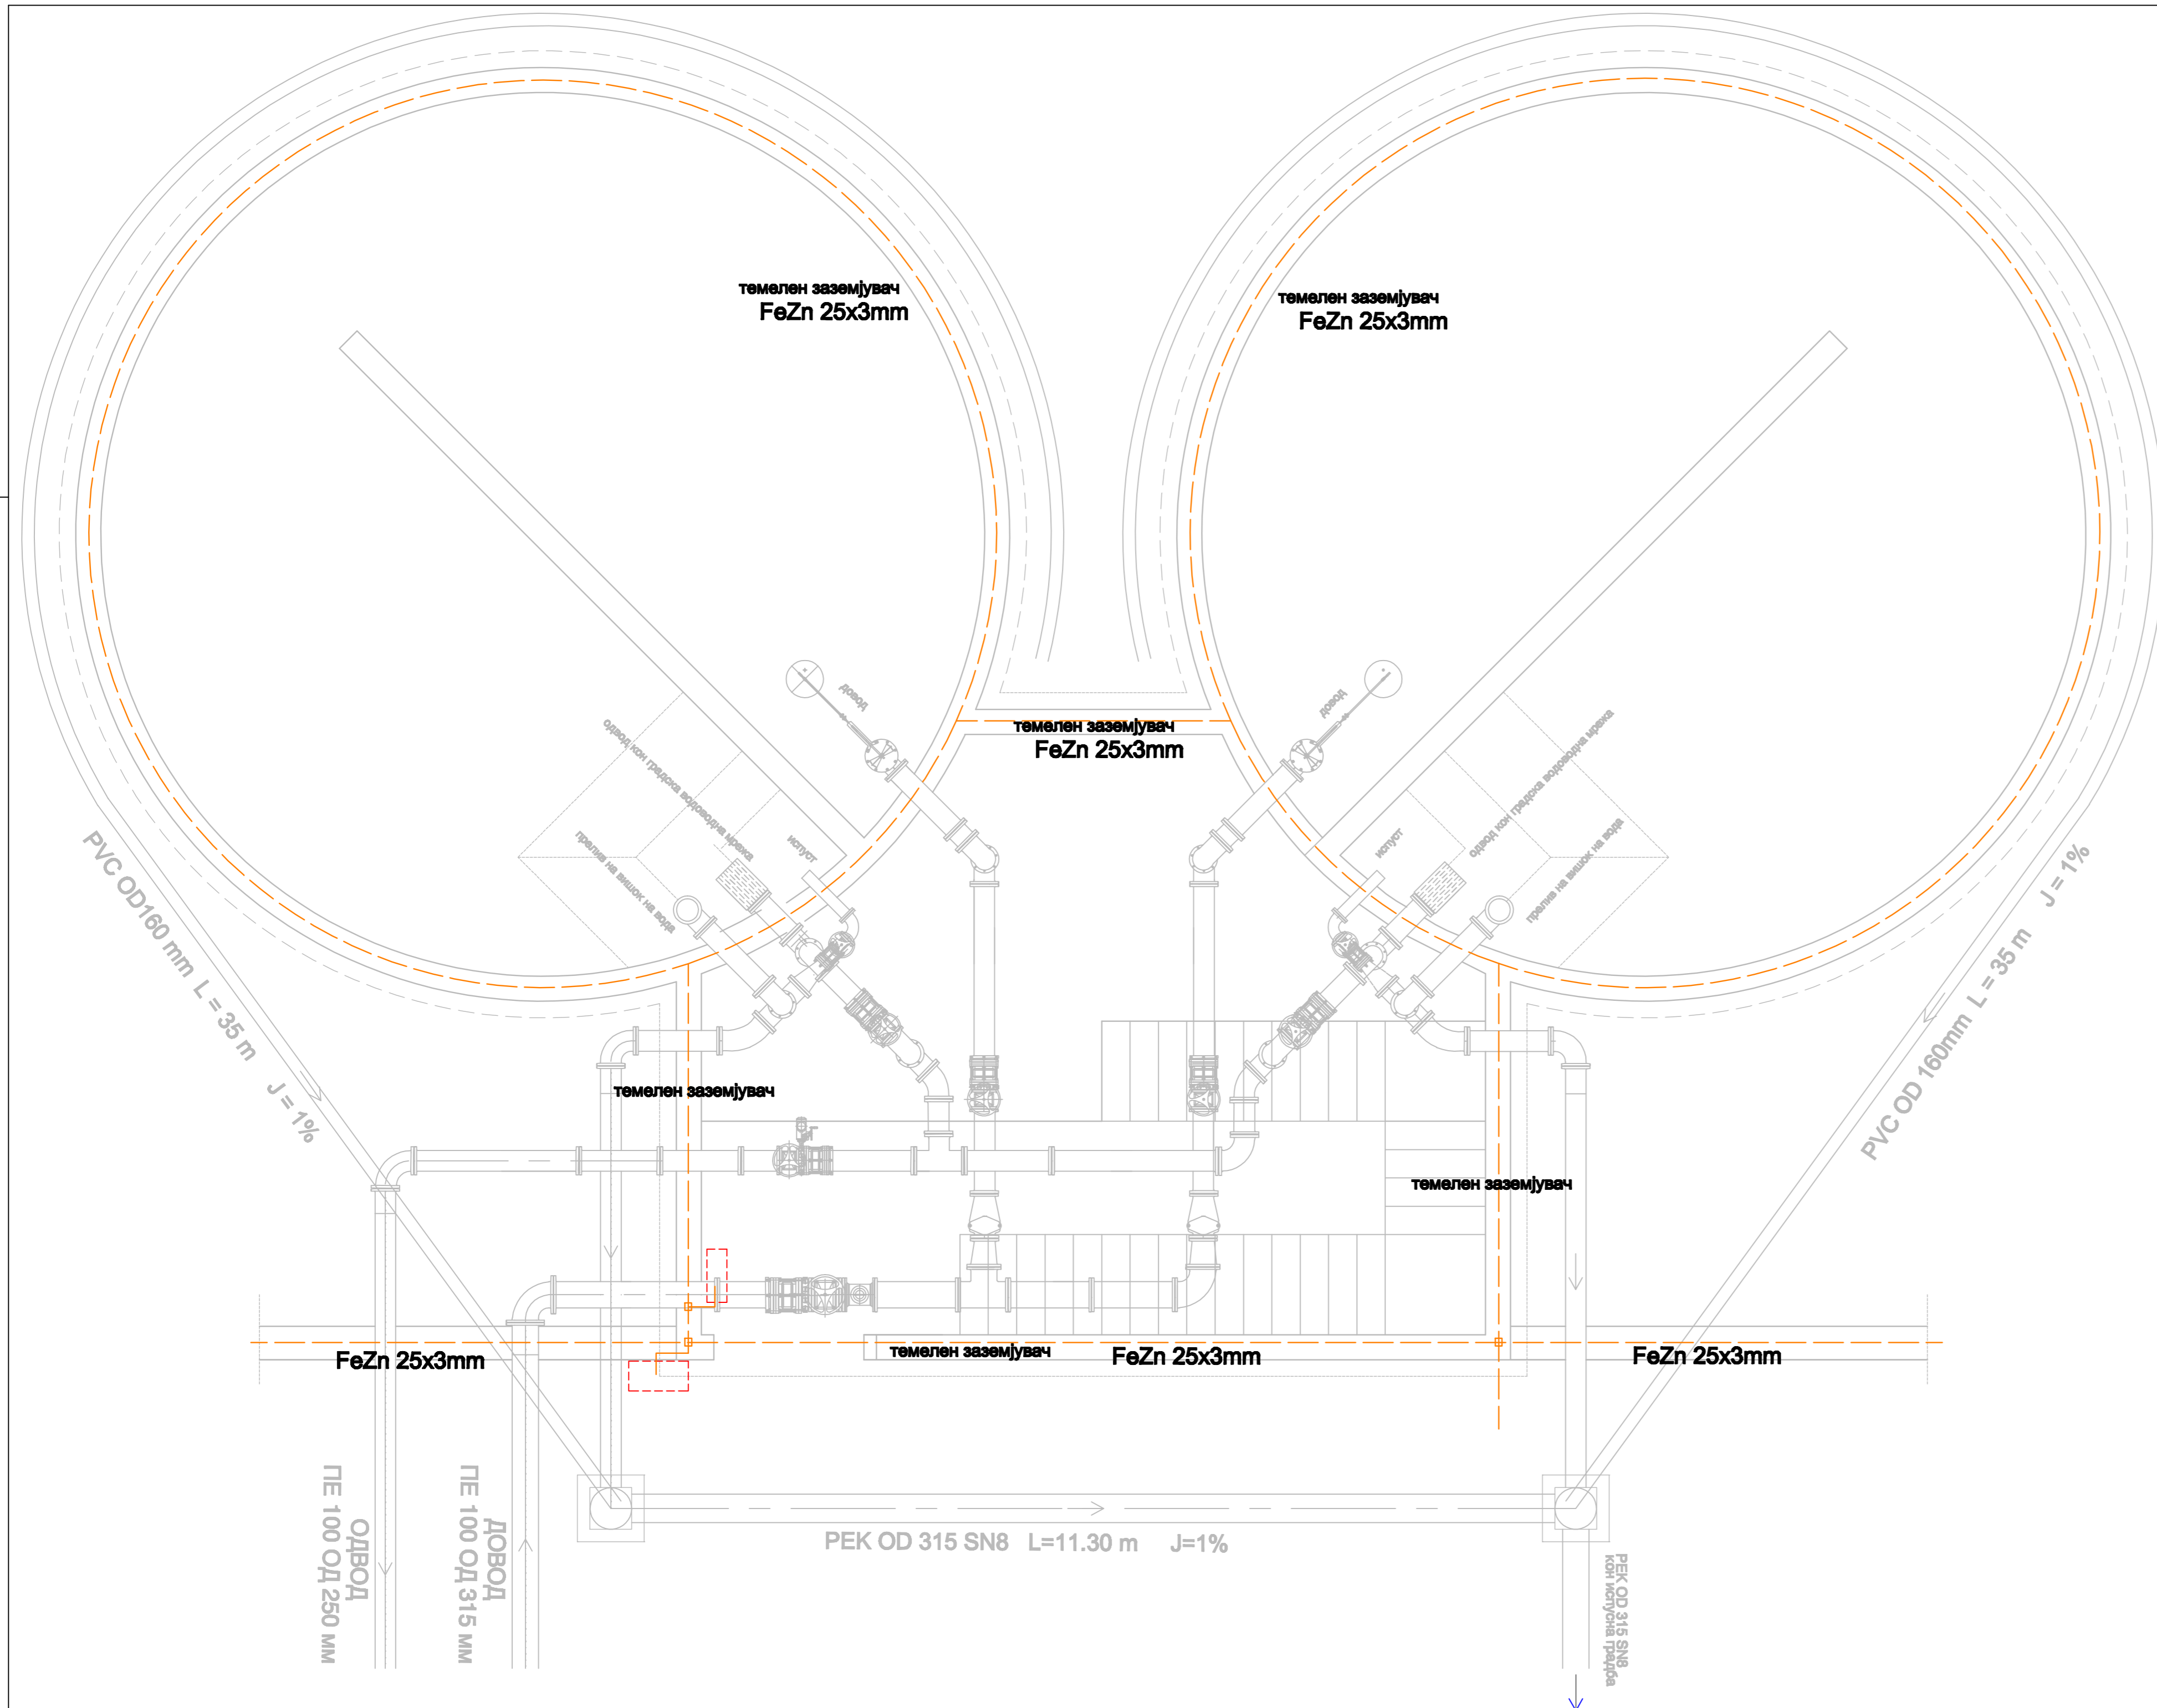 темелен заземјувач
FeZn 25x3mm
темелен заземјувач
FeZn 25x3mm
довод
довод
темелен заземјувач
FeZn 25x3mm
одвод кон градска водоводна мрежа
прелив на вишок на вода
испуст
испуст
одвод кон градска водоводна мрежа
прелив на вишок на вода
PVC OD160 mm L = 35 m J = 1%
PVC OD 160mm L = 35 m J = 1%
темелен заземјувач
темелен заземјувач
FeZn 25x3mm
темелен заземјувач
FeZn 25x3mm
FeZn 25x3mm
ОДВОД
ПЕ 100 ОД 250 мм
ДОВОД
ПЕ 100 ОД 315 мм
PEK OD 315 SN8 L=11.30 m J=1%
PEK OD 315 SN8
кон испусна градба